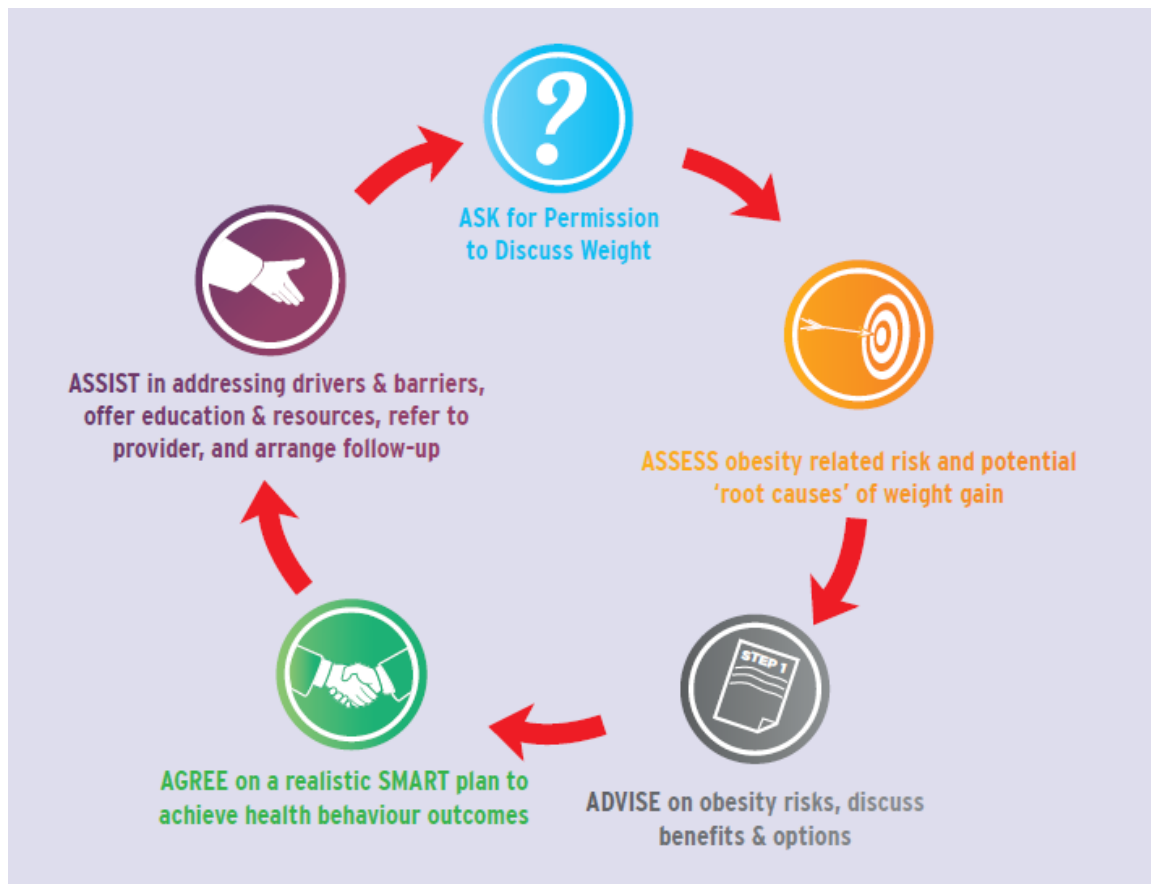 ?
ASK for Permission
to Discuss Weight
ASSESS obesity related risk and potential
‘root causes’ of weight gain
STEP 1
ADVISE on obesity risks, discuss
benefits & options
AGREE on a realistic SMART plan to
achieve health behaviour outcomes
ASSIST in addressing drivers & barriers,
offer education & resources, refer to
provider, and arrange follow-up